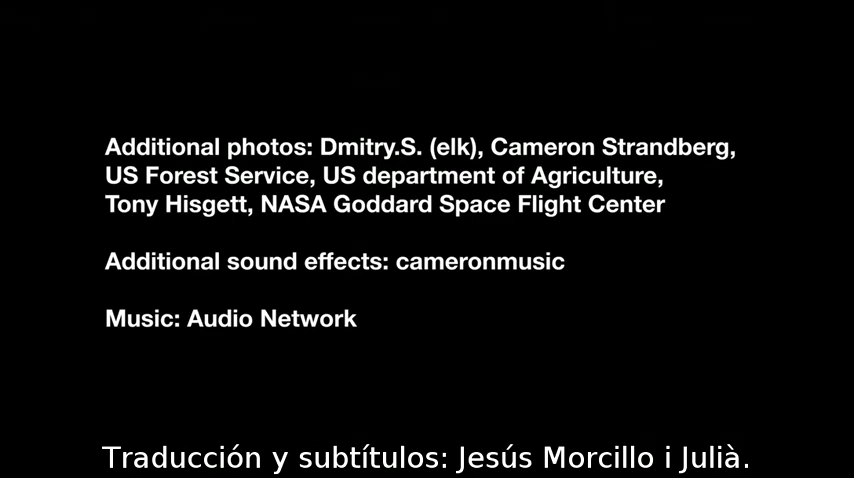 Additional photos: Dmitry.S. (elk), Cameron Strandberg,
US Forest Service, US department of Agriculture,
Tony Hisgett, NASA Goddard Space Flight Center
Additional sound effects: cameronmusic
Music: Audio Network
Traducción y subtítulos: Jesús Morcillo i Julià.